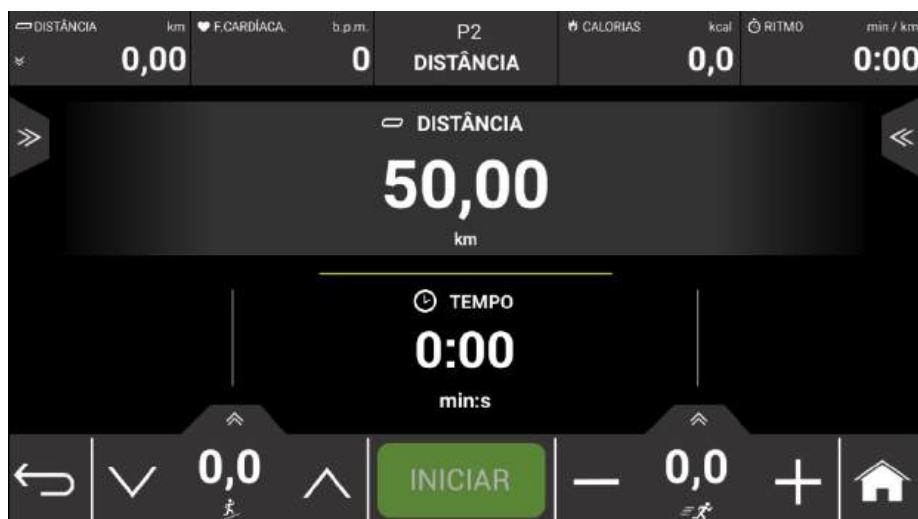 DISTÂNCIA km
0,00
F.CARDÍACA. b.p.m.
0
P2
DISTÂNCIA
CALORIAS kcal
0,0
RITMO min / km
0:00
DISTÂNCIA
50,00
km
TEMPO
0:00
min:s
0,0
INICIAR
0,0